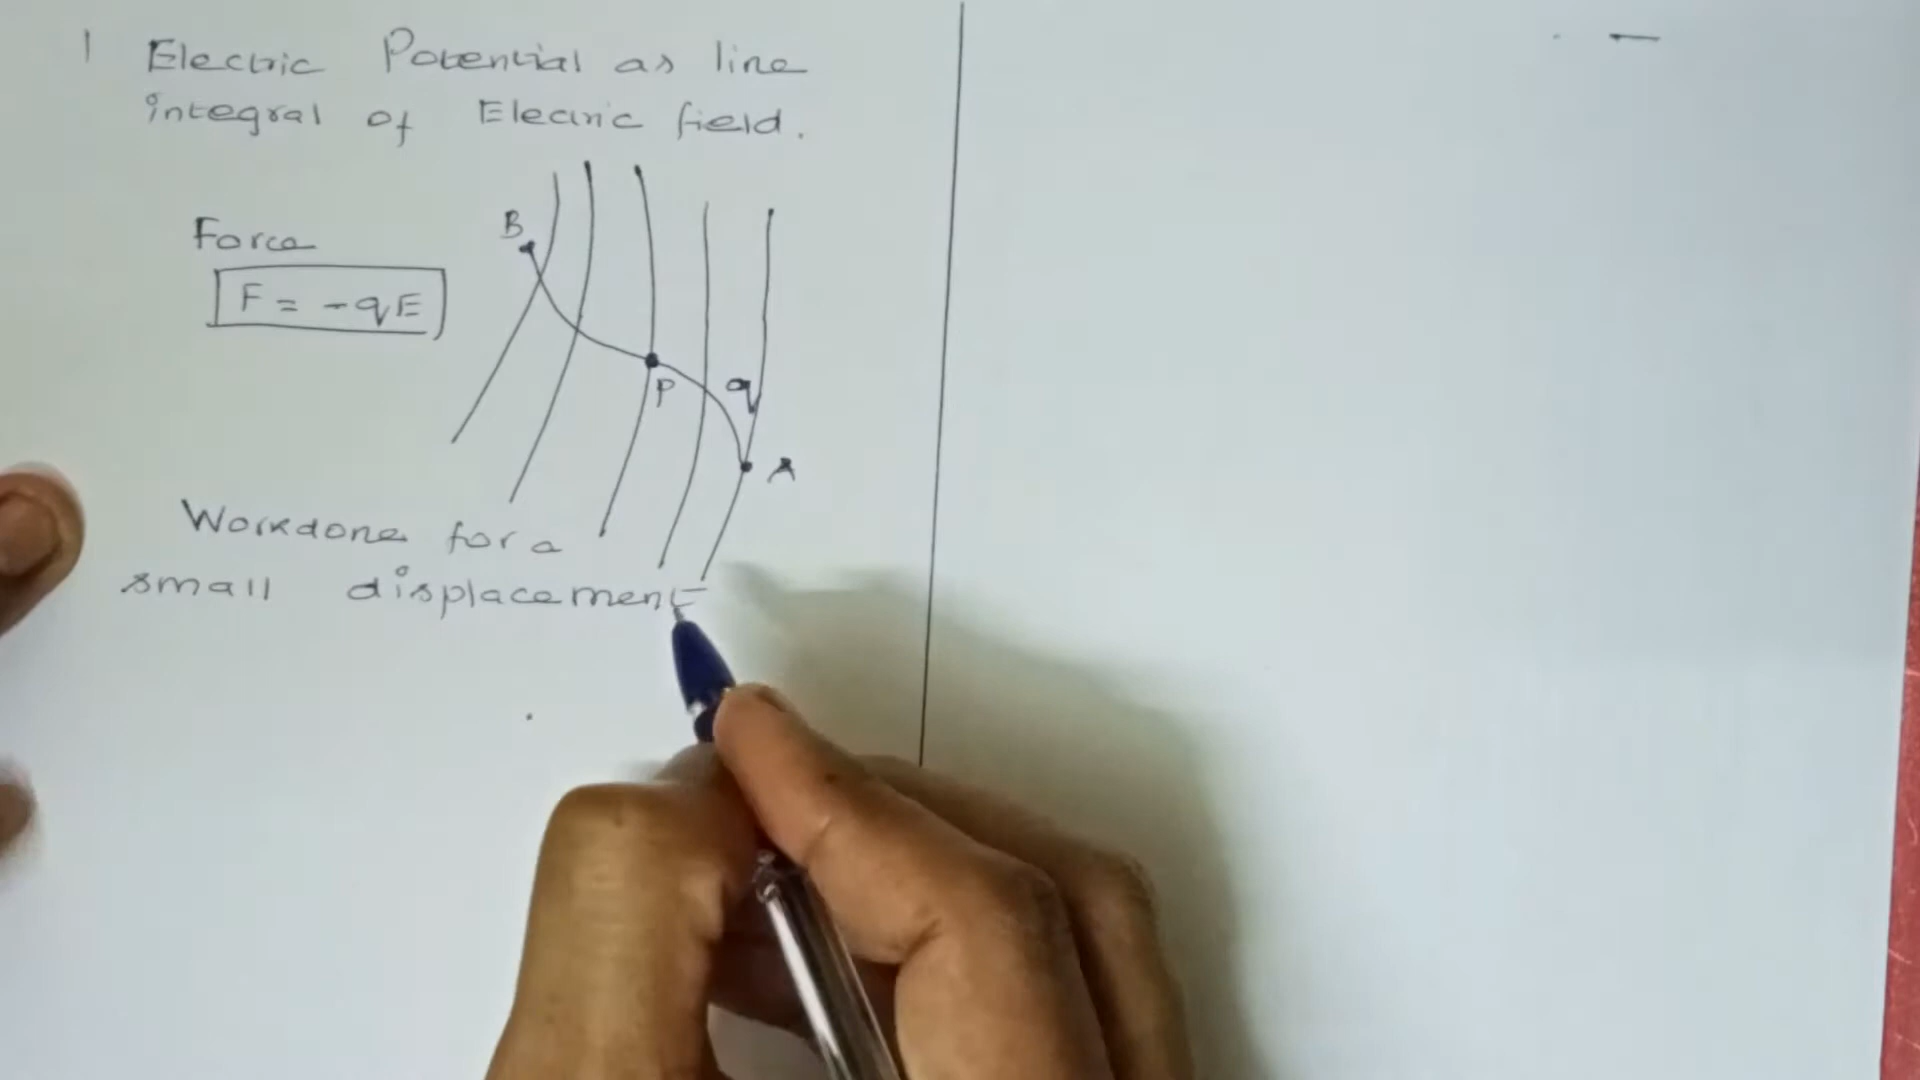 1 Electric Potential as line
integral of Electric field.
B
Force
F = -qE
P
q
A
Workdone for a
small displacement